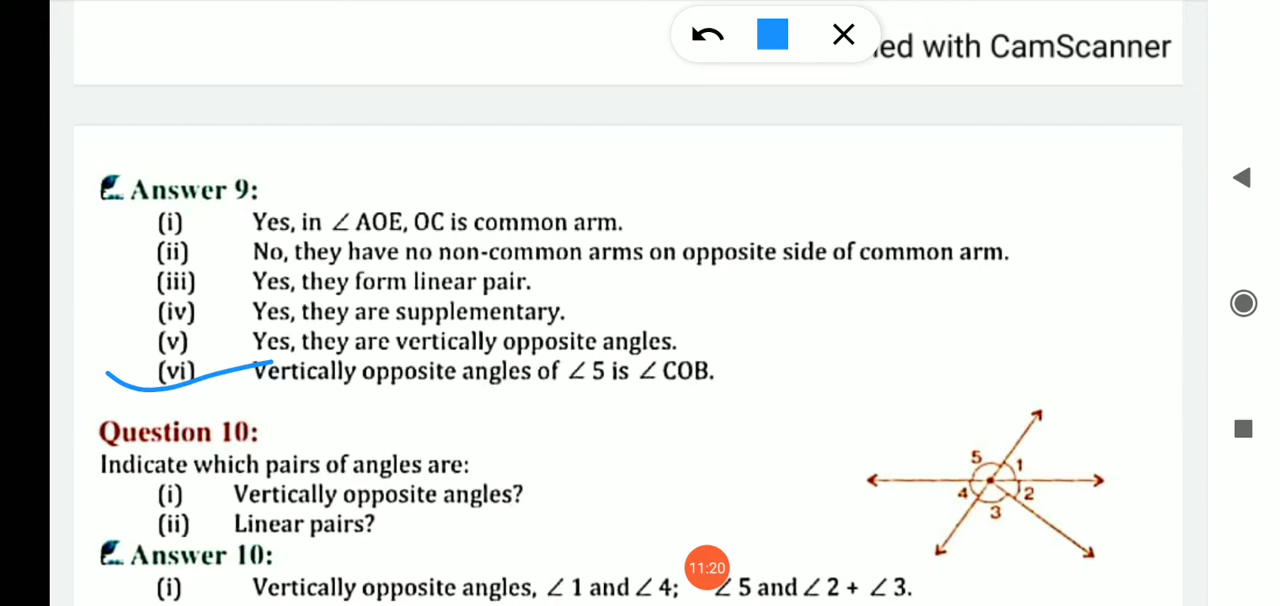 ed with CamScanner
Answer 9:
(i) Yes, in ∠ AOE, OC is common arm.
(ii) No, they have no non-common arms on opposite side of common arm.
(iii) Yes, they form linear pair.
(iv) Yes, they are supplementary.
(v) Yes, they are vertically opposite angles.
(vi) Vertically opposite angles of ∠ 5 is ∠ COB.
Question 10:
Indicate which pairs of angles are:
(i) Vertically opposite angles?
(ii) Linear pairs?
5
1
4
2
3
Answer 10:
11:20
(i) Vertically opposite angles, ∠ 1 and ∠ 4; ∠ 5 and ∠ 2 + ∠ 3.